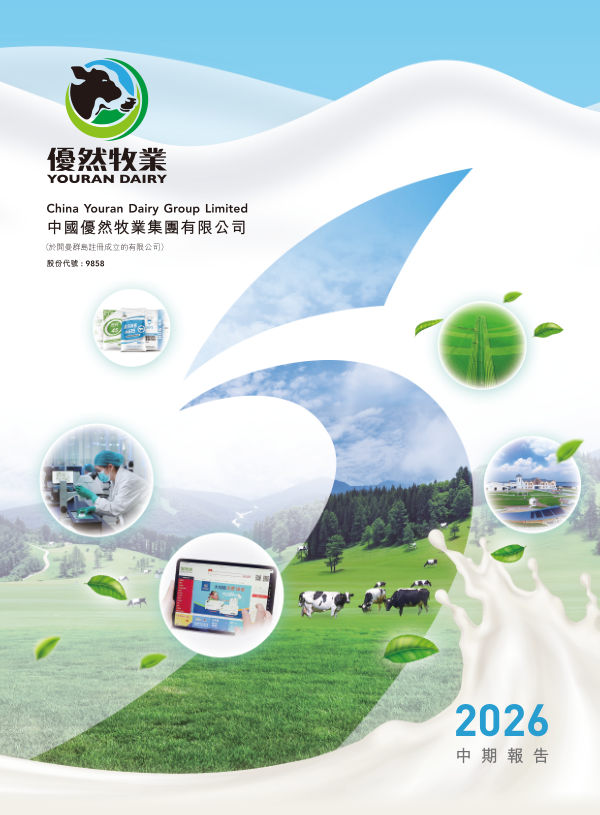 優然牧業
YOURAN DAIRY
China Youran Dairy Group Limited
中國優然牧業集團有限公司
(於開曼群島註冊成立的有限公司)
股份代號 : 9858
2026
中期報告